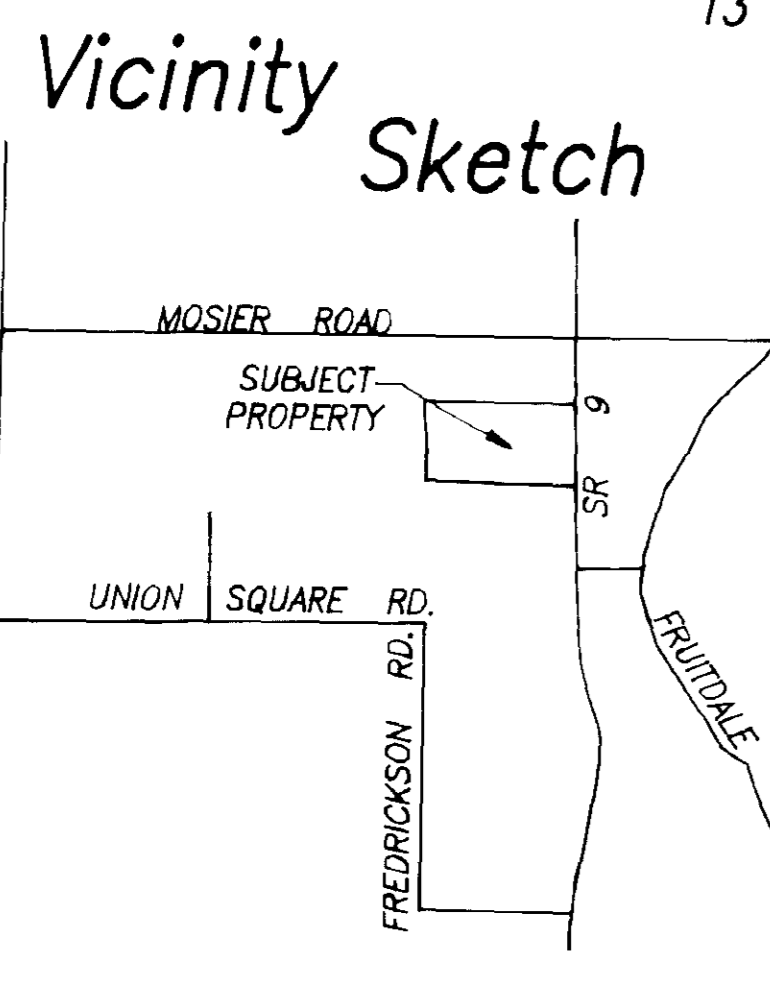 13
Vicinity
Sketch
MOSIER ROAD
SUBJECT
PROPERTY
SR 9
UNION SQUARE RD.
FREDRICKSON RD.
FRUITDALE